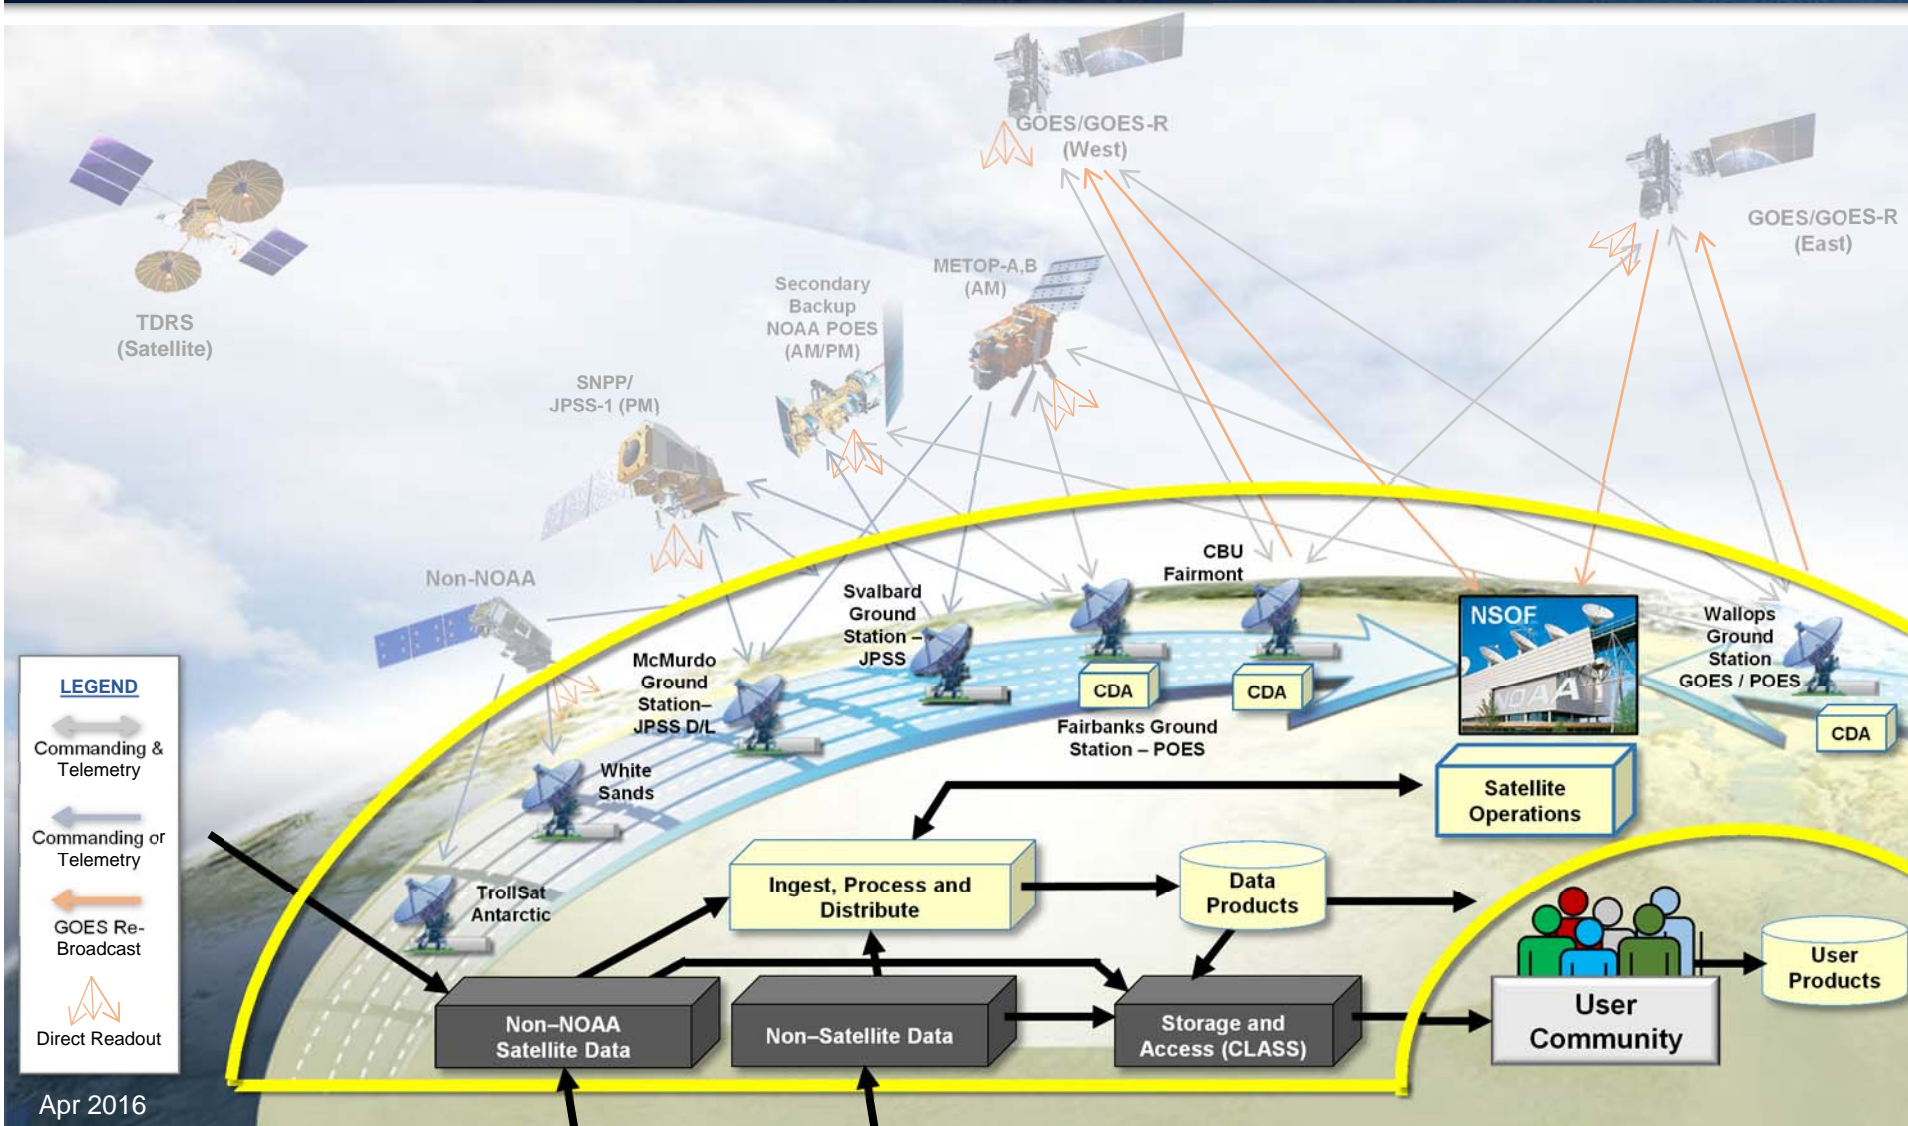 GOES/GOES-R
(West)
GOES/GOES-R
(East)
TDRS
(Satellite)
METOP-A,B
(AM)
Secondary
Backup
NOAA POES
(AM/PM)
SNPP/
JPSS-1 (PM)
Non-NOAA
CBU
Fairmont
Svalbard
Ground
Station –
JPSS
McMurdo
Ground
Station–
JPSS D/L
White
Sands
TrollSat
Antarctic
CDA
CDA
Fairbanks Ground
Station – POES
NSOF
NOAA
Wallops
Ground
Station
GOES / POES
CDA
Satellite
Operations
Ingest, Process and
Distribute
Data
Products
Non–NOAA
Satellite Data
Non–Satellite Data
Storage and
Access (CLASS)
User
Community
User
Products
LEGEND
Commanding &
Telemetry
Commanding or
Telemetry
GOES Re-
Broadcast
Direct Readout
Apr 2016